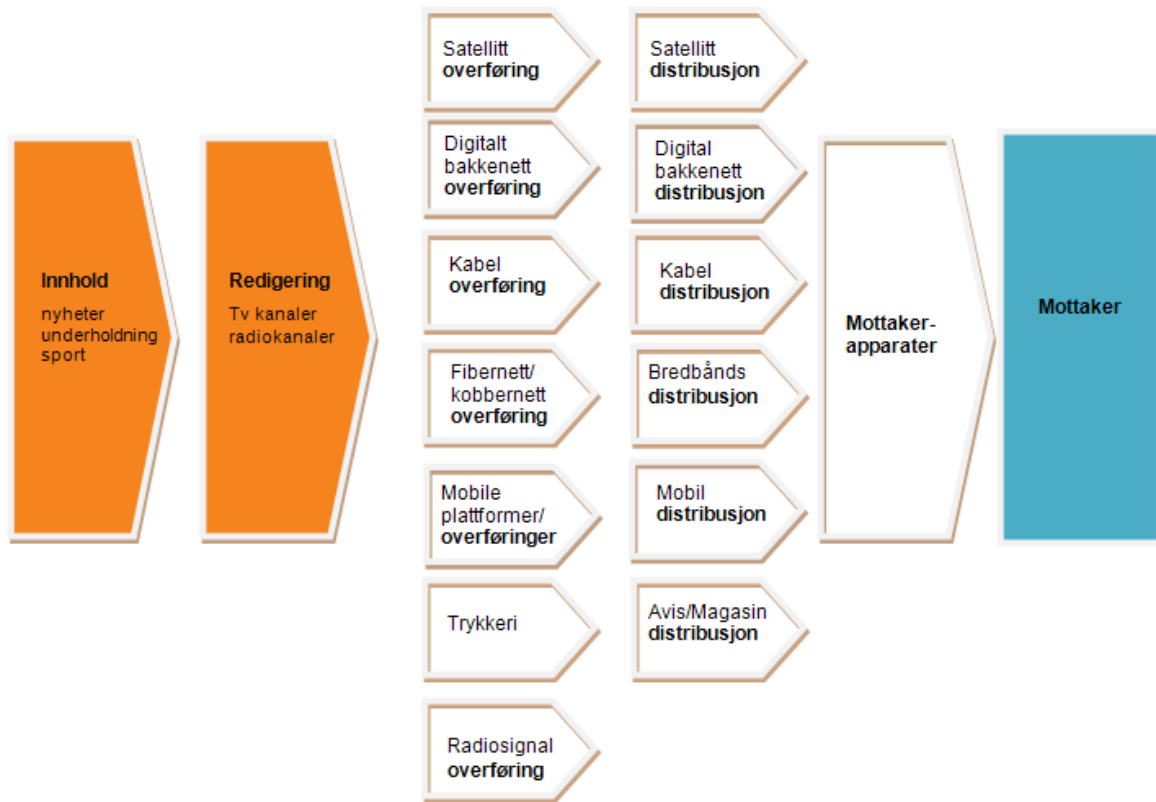 Innhold
nyheter
underholdning
sport
Redigering
Tv kanaler
radiokanaler
Satellitt
overføring
Digitalt
bakkenett
overføring
Kabel
overføring
Fibernett/
kobbernett
overføring
Mobile
plattformer/
overføringer
Trykkeri
Radiosignal
overføring
Satellitt
distribusjon
Digital
bakkenett
distribusjon
Kabel
distribusjon
Bredbånds
distribusjon
Mobil
distribusjon
Avis/Magasin
distribusjon
Mottaker-
apparater
Mottaker